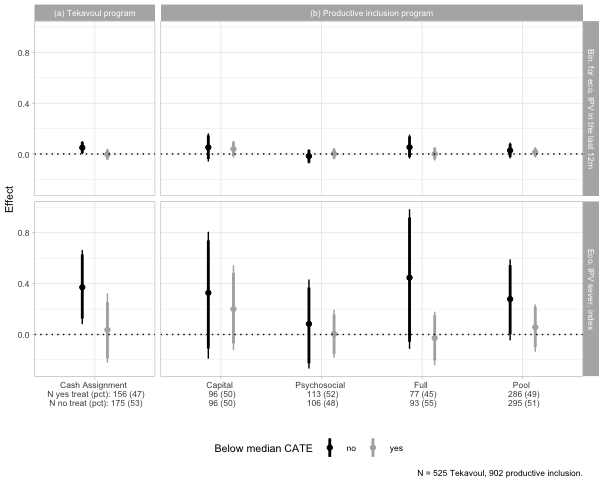 (a) Tekavoul program
(b) Productive inclusion program
Bin. for eco. IPV in the last 12m
0.8
0.4
0.0
Effect
Eco. IPV sever. index
0.8
0.4
0.0
Cash Assignment
N yes treat (pct): 156 (47)
N no treat (pct): 175 (53)
Capital
96 (50)
96 (50)
Psychosocial
113 (52)
106 (48)
Full
77 (45)
93 (55)
Pool
286 (49)
295 (51)
Below median CATE
no
yes
N = 525 Tekavoul, 902 productive inclusion.